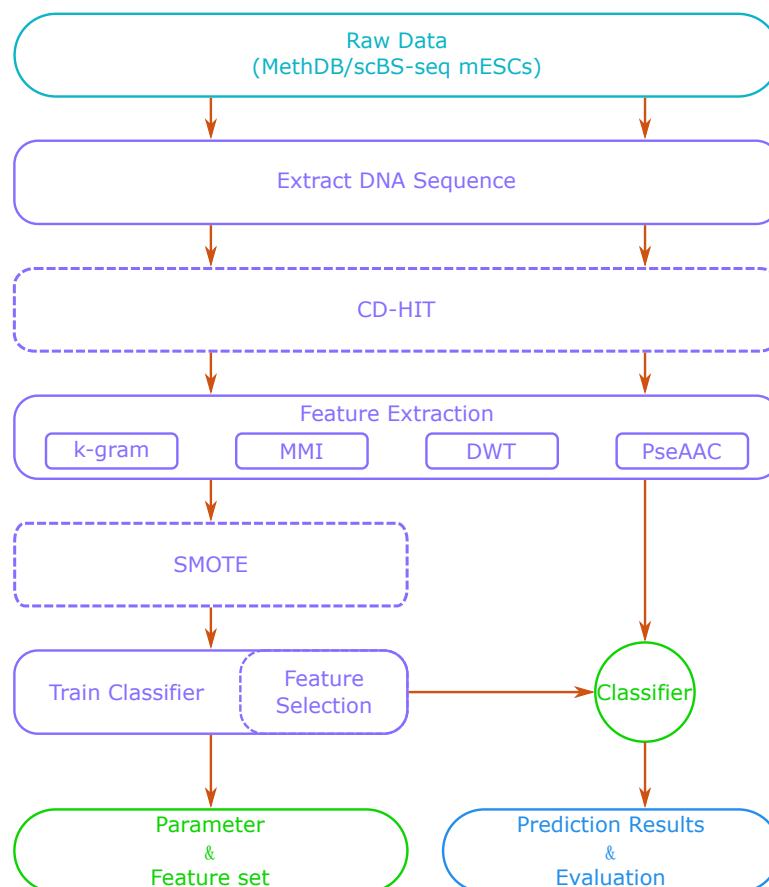 Raw Data
(MethDB/scBS-seq mESCs)
Extract DNA Sequence
CD-HIT
Feature Extraction
k-gram
MMI
DWT
PseAAC
SMOTE
Train Classifier
Feature
Selection
Classifier
Parameter
&
Feature set
Prediction Results
&
Evaluation